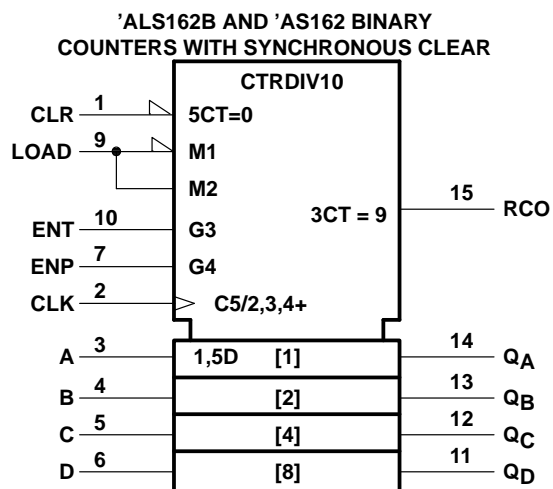 'ALS162B AND 'AS162 BINARY
COUNTERS WITH SYNCHRONOUS CLEAR
CTRDIV10
CLR 1 5CT=0
LOAD 9 M1
M2
3CT = 9 15 RCO
ENT 10 G3
ENP 7 G4
CLK 2 C5/2,3,4+
A 3 1,5D [1] 14 QA
B 4 [2] 13 QB
C 5 [4] 12 QC
D 6 [8] 11 QD